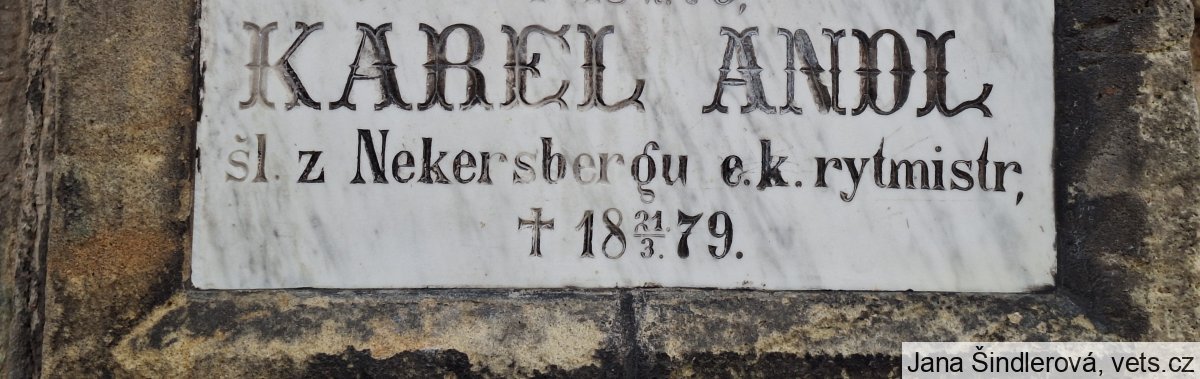 KAREL ANDL
šl. z Nekersbergu c.k. rytmistr,
† 18 21/3. 79.
Jana Šindlerová, vets.cz